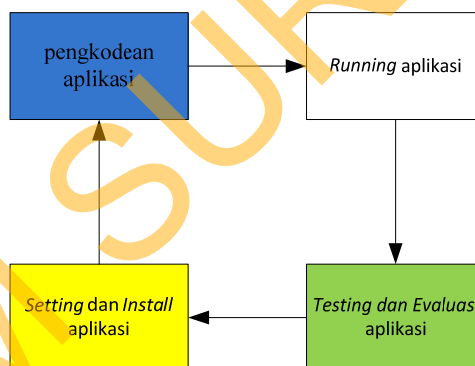 pengkodean
aplikasi
Running aplikasi
Setting dan Install
aplikasi
Testing dan Evaluas
aplikasi